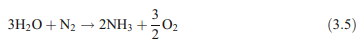 3H₂O + N₂ → 2NH₃ + 3/2 O₂ (3.5)